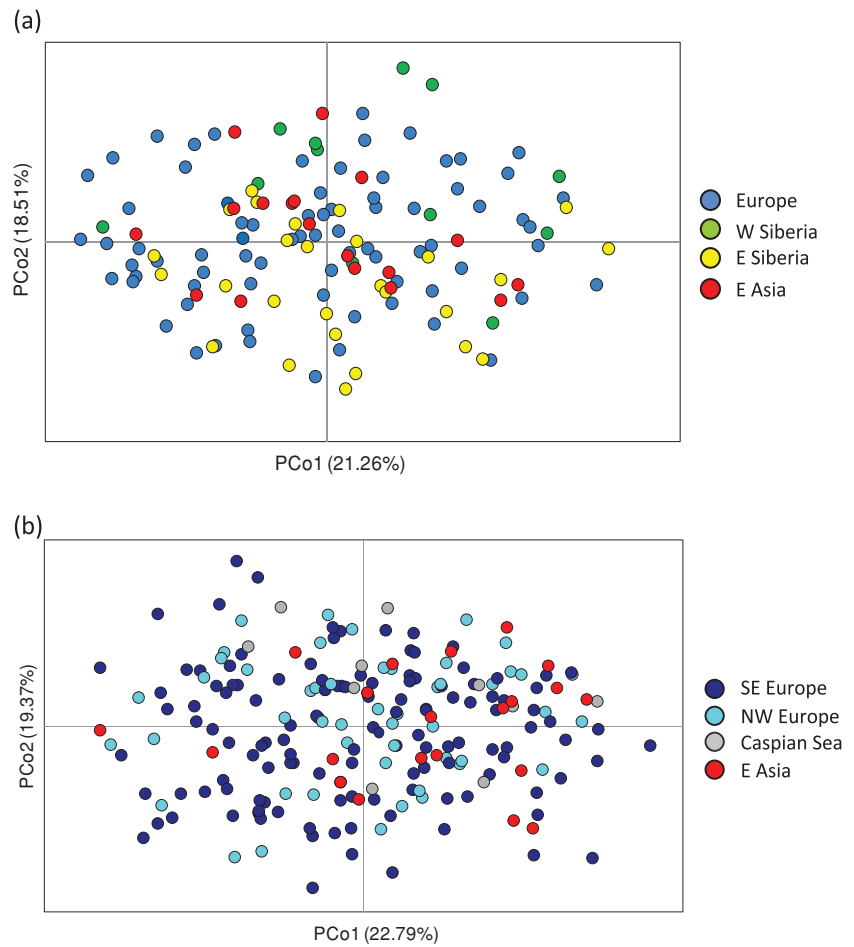 (a)
PCo2 (18.51%)
Europe
W Siberia
E Siberia
E Asia
PCo1 (21.26%)
(b)
PCo2 (19.37%)
SE Europe
NW Europe
Caspian Sea
E Asia
PCo1 (22.79%)